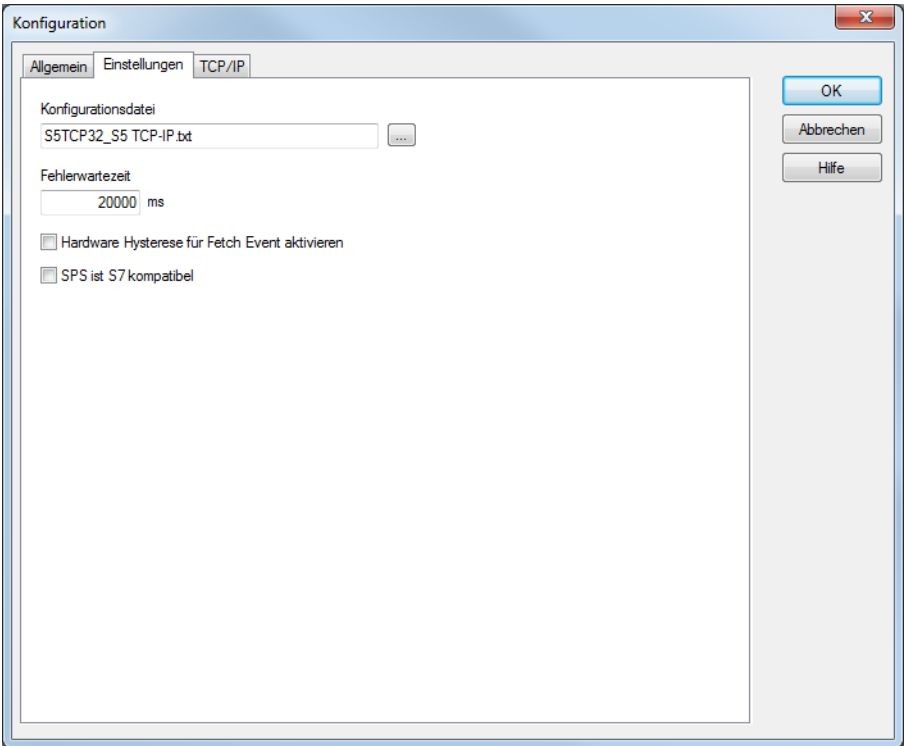 Konfiguration
Allgemein Einstellungen TCP/IP
OK
Konfigurationsdatei
S5TCP32_S5 TCP-IP.txt ...
Abbrechen
Hilfe
Fehlerwartezeit
20000 ms
Hardware Hysterese für Fetch Event aktivieren
SPS ist S7 kompatibel